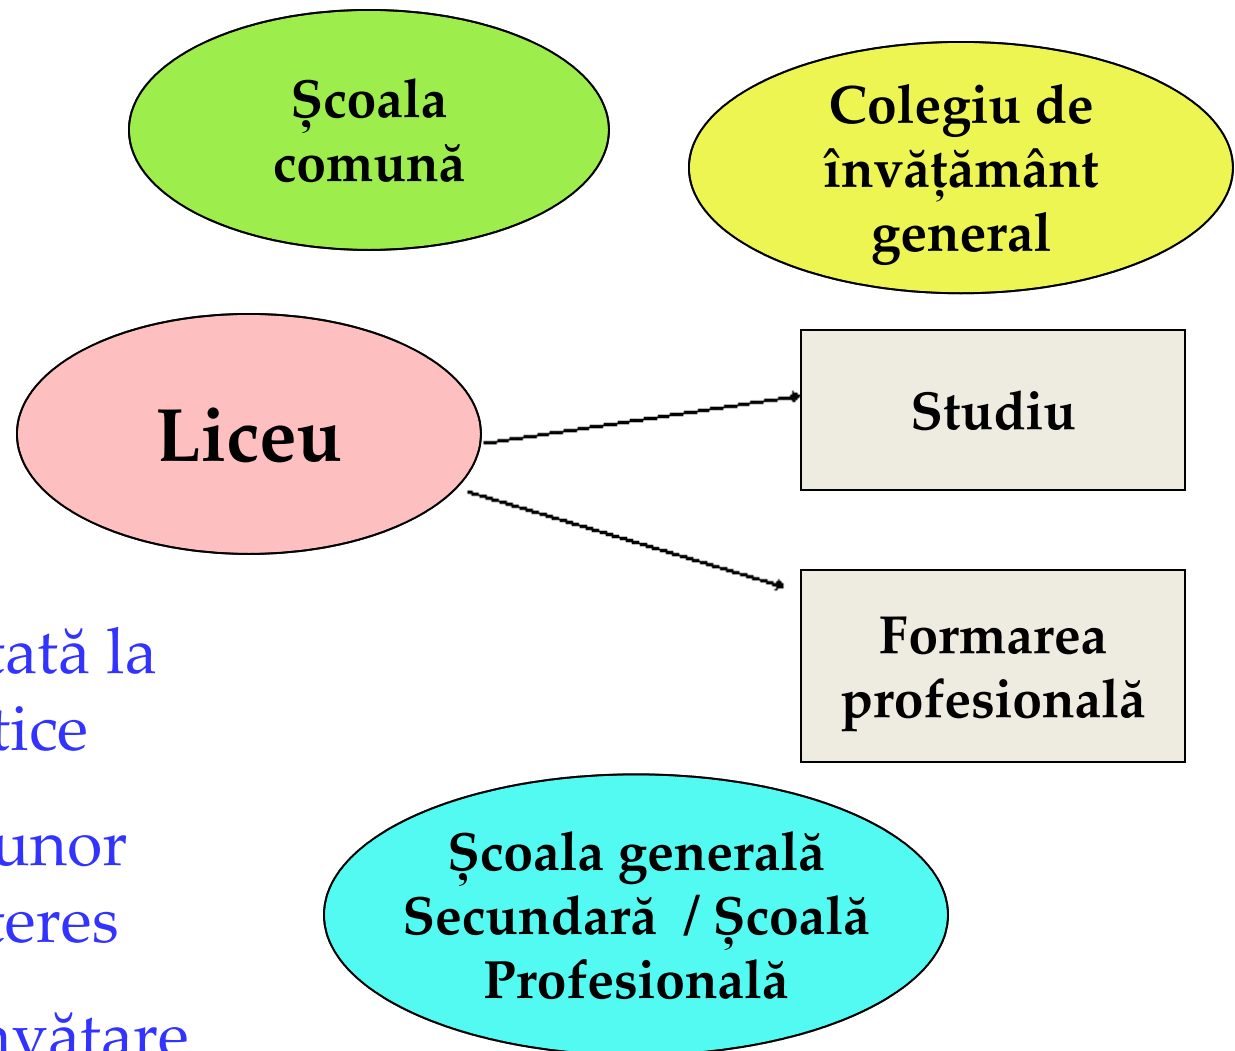 Școala
comună
Colegiu de
învățământ
general
Liceu
Studiu
Formarea
profesională
tată la
tice
unor
teres
nvățare
Școala generală
Secundară / Școală
Profesională